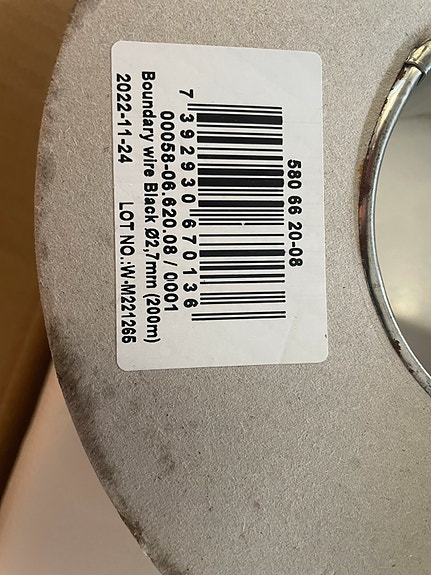 580 66 20-08
7 392930 670136
00058-06.620.08 / 0001
Boundary wire Black Ø2,7mm (200m)
2022-11-24 LOT NO.:W-M221265